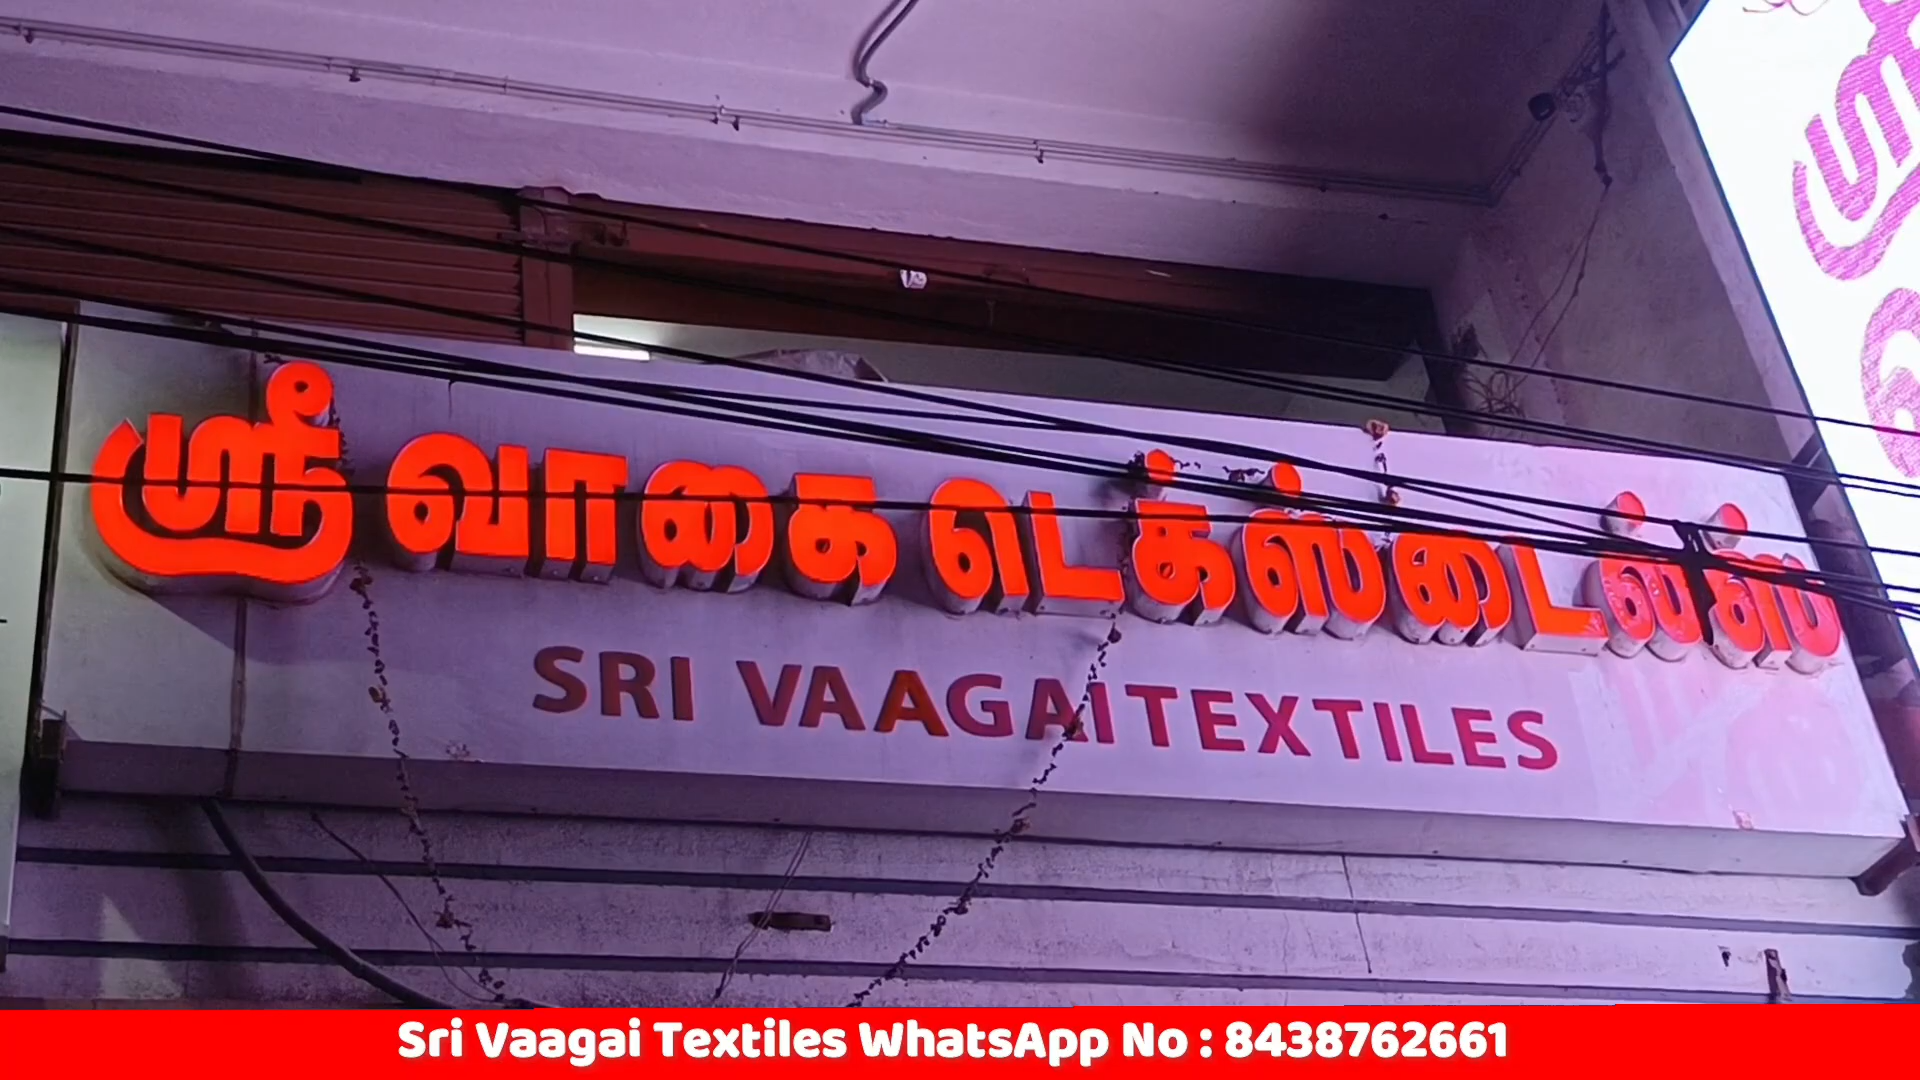 ஸ்ரீ வாகை டெக்ஸ்டைல்ஸ்
SRI VAAGAI TEXTILES
Sri Vaagai Textiles WhatsApp No : 8438762661